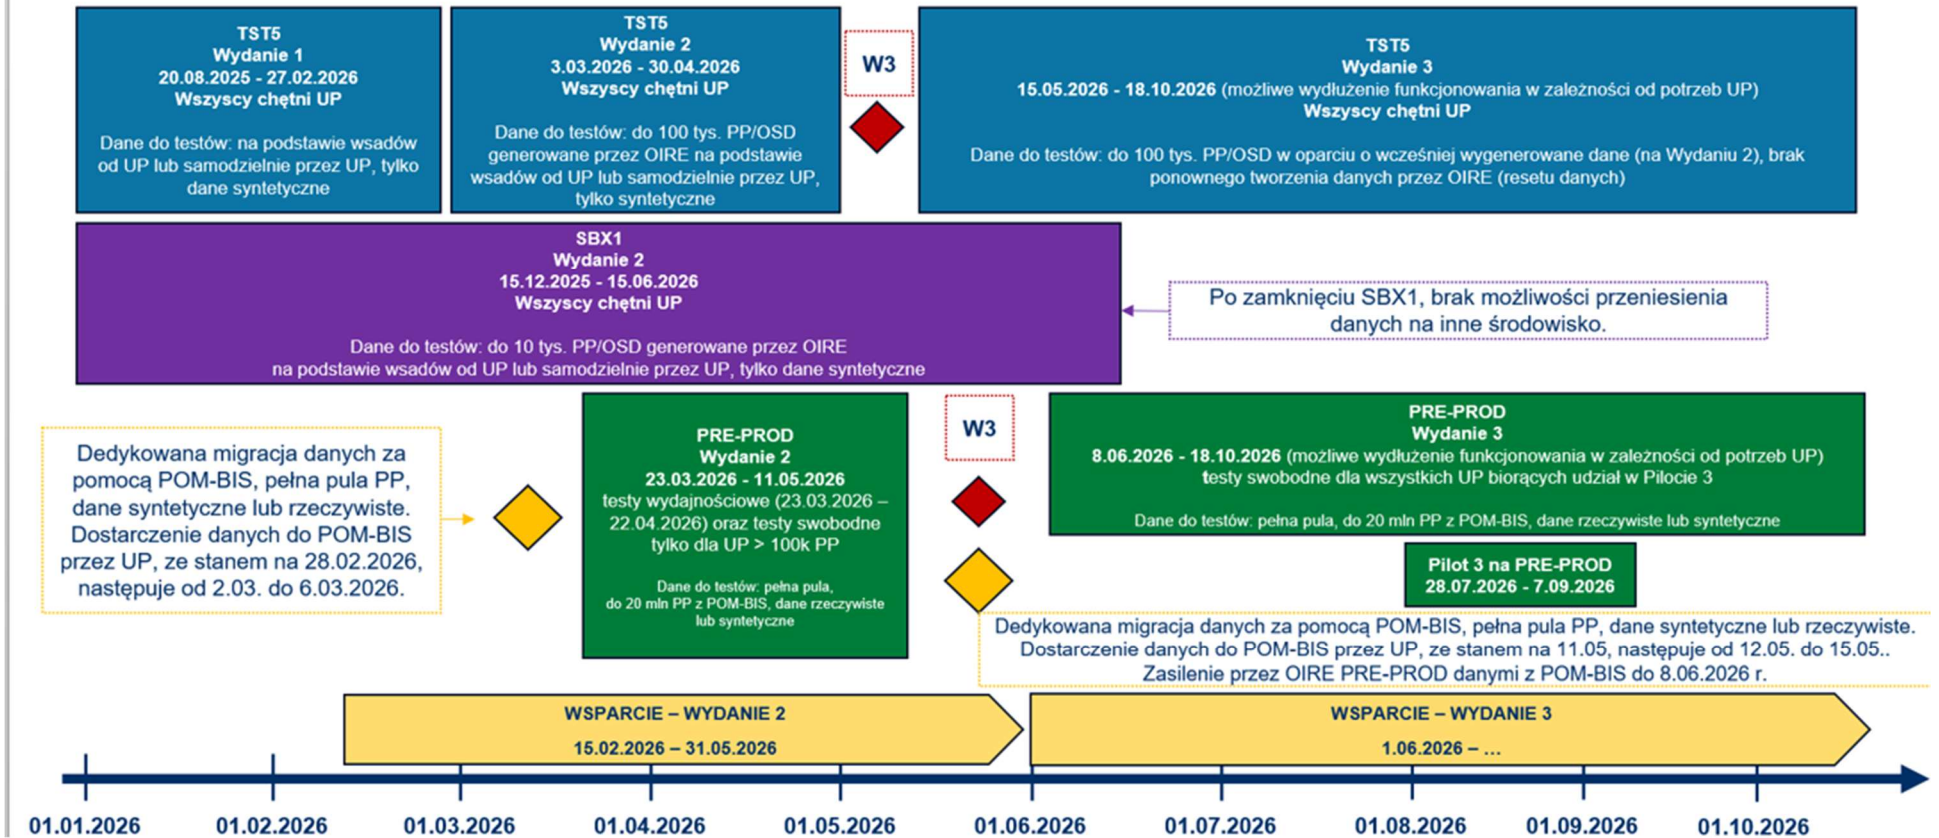 TST5
Wydanie 1
20.08.2025 - 27.02.2026
Wszyscy chętni UP
Dane do testów: na podstawie wsadów
od UP lub samodzielnie przez UP, tylko
dane syntetyczne
TST5
Wydanie 2
3.03.2026 - 30.04.2026
Wszyscy chętni UP
Dane do testów: do 100 tys. PP/OSD
generowane przez OIRE na podstawie
wsadów od UP lub samodzielnie przez UP,
tylko syntetyczne
W3
TST5
Wydanie 3
15.05.2026 - 18.10.2026 (możliwe wydłużenie funkcjonowania w zależności od potrzeb UP)
Wszyscy chętni UP
Dane do testów: do 100 tys. PP/OSD w oparciu o wcześniej wygenerowane dane (na Wydaniu 2), brak
ponownego tworzenia danych przez OIRE (resetu danych)
SBX1
Wydanie 2
15.12.2025 - 15.06.2026
Wszyscy chętni UP
Dane do testów: do 10 tys. PP/OSD generowane przez OIRE
na podstawie wsadów od UP lub samodzielnie przez UP, tylko dane syntetyczne
Po zamknięciu SBX1, brak możliwości przeniesienia
danych na inne środowisko.
Dedykowana migracja danych za
pomocą POM-BIS, pełna pula PP,
dane syntetyczne lub rzeczywiste.
Dostarczenie danych do POM-BIS
przez UP, ze stanem na 28.02.2026,
następuje od 2.03. do 6.03.2026.
PRE-PROD
Wydanie 2
23.03.2026 - 11.05.2026
testy wydajnościowe (23.03.2026 –
22.04.2026) oraz testy swobodne
tylko dla UP > 100k PP
Dane do testów: pełna pula,
do 20 mln PP z POM-BIS, dane rzeczywiste
lub syntetyczne
W3
PRE-PROD
Wydanie 3
8.06.2026 - 18.10.2026 (możliwe wydłużenie funkcjonowania w zależności od potrzeb UP)
testy swobodne dla wszystkich UP biorących udział w Pilocie 3
Dane do testów: pełna pula, do 20 mln PP z POM-BIS, dane rzeczywiste lub syntetyczne
Pilot 3 na PRE-PROD
28.07.2026 - 7.09.2026
Dedykowana migracja danych za pomocą POM-BIS, pełna pula PP, dane syntetyczne lub rzeczywiste.
Dostarczenie danych do POM-BIS przez UP, ze stanem na 11.05, następuje od 12.05. do 15.05..
Zasilenie przez OIRE PRE-PROD danymi z POM-BIS do 8.06.2026 r.
WSPARCIE – WYDANIE 2
15.02.2026 – 31.05.2026
WSPARCIE – WYDANIE 3
1.06.2026 – ...
01.01.2026
01.02.2026
01.03.2026
01.04.2026
01.05.2026
01.06.2026
01.07.2026
01.08.2026
01.09.2026
01.10.2026